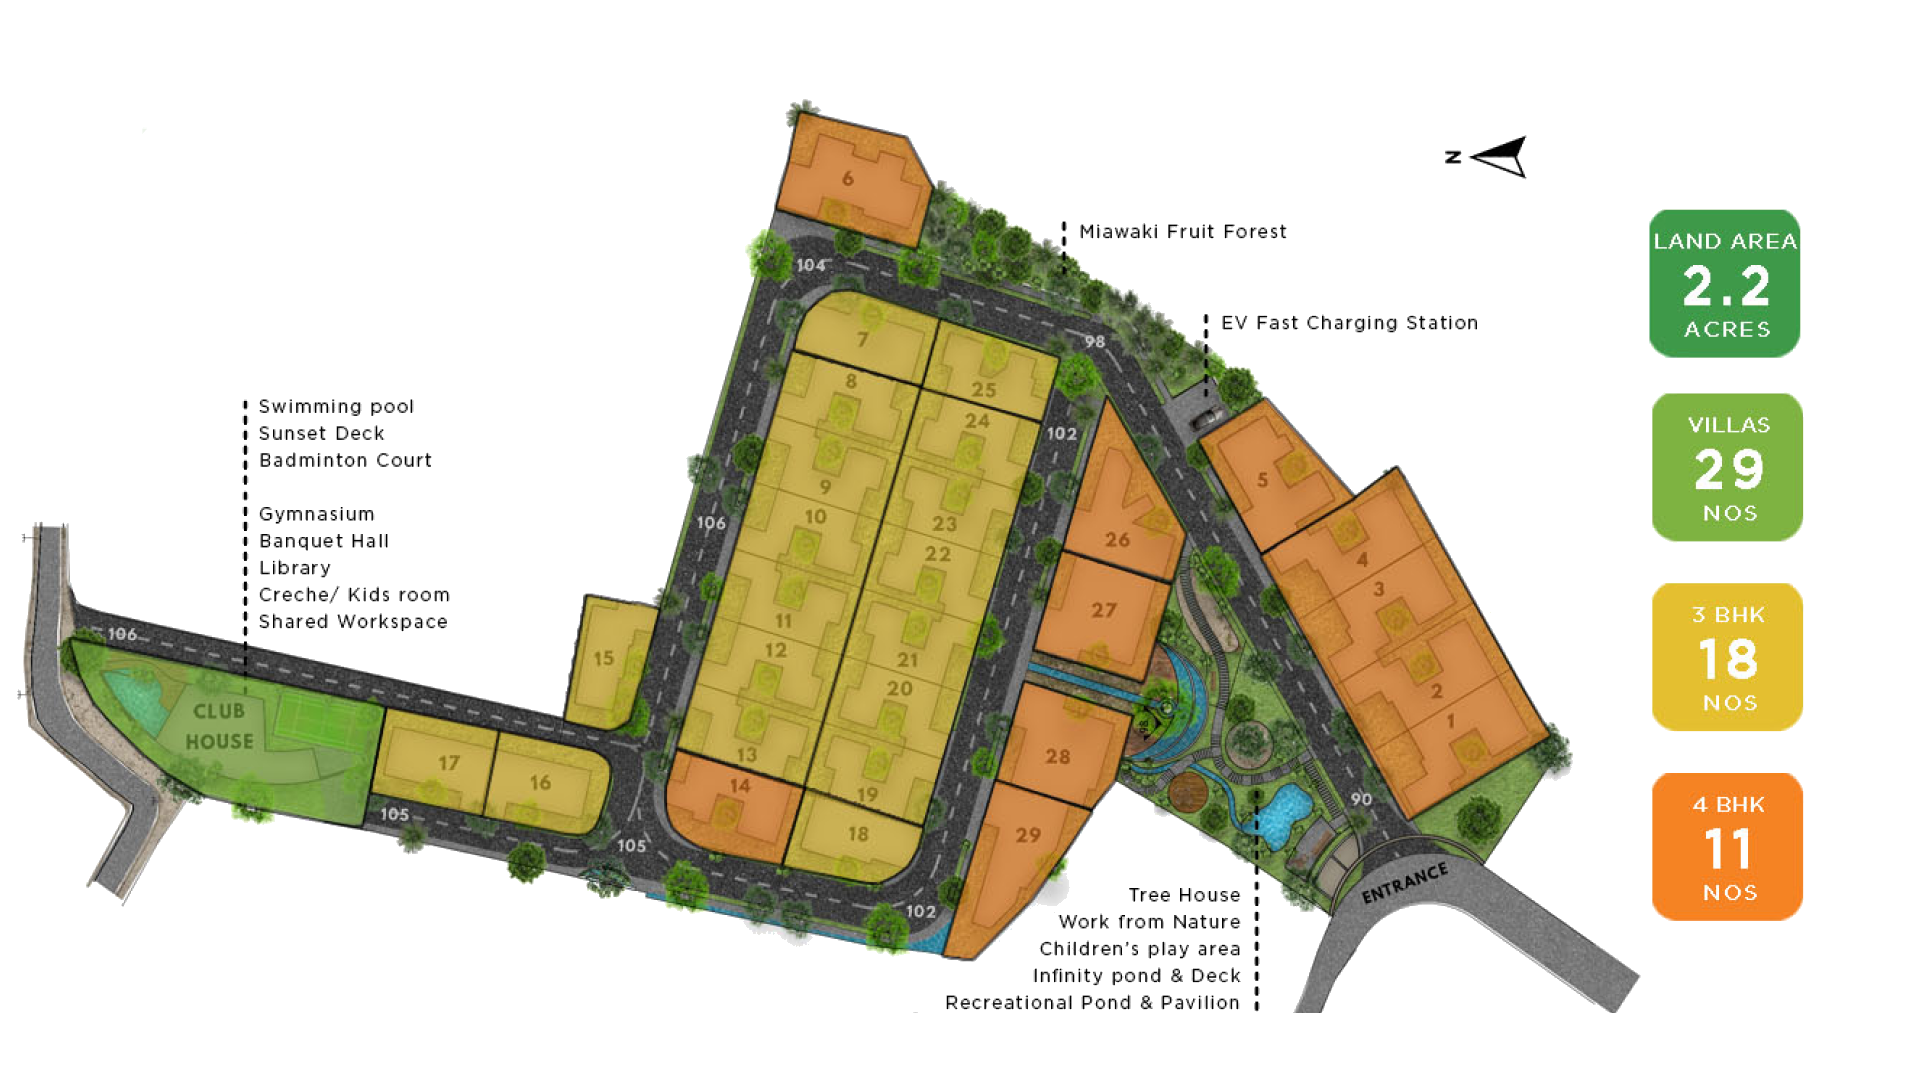 6
N
Miawaki Fruit Forest
LAND AREA
2.2
ACRES
104
98
EV Fast Charging Station
7
8
25
24
102
Swimming pool
Sunset Deck
Badminton Court
Gymnasium
Banquet Hall
Library
Creche/ Kids room
Shared Workspace
VILLAS
29
NOS
5
9
10
106
23
22
26
4
3
27
11
12
21
20
2
1
3 BHK
18
NOS
106
15
CLUB
HOUSE
17
16
13
14
19
18
28
29
98
90
105
105
102
ENTRANCE
4 BHK
11
NOS
Tree House
Work from Nature
Children's play area
Infinity pond & Deck
Recreational Pond & Pavilion